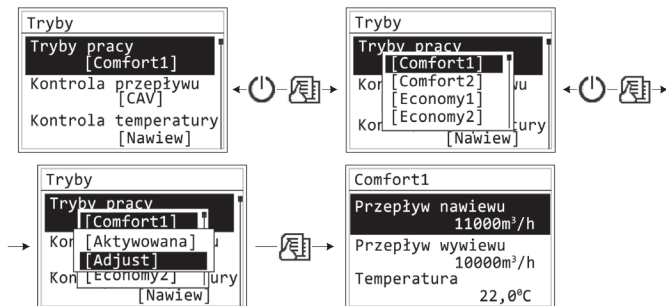 Tryby
Tryby pracy
[Comfort1]
Kontrola przepływu
[CAV]
Kontrola temperatury
[Nawiew]
Tryby
Tryby pracy
[Comfort1]
[Comfort2]
[Economy1]
[Economy2]
Kon wu
Kon tury
[Nawiew]
Tryby
Tryby pracy
[Comfort1]
[Aktywowana]
[Adjust]
[Economy2]
Kon u
Kon ury
[Nawiew]
Comfort1
Przepływ nawiewu
11000m³/h
Przepływ wywiewu
10000m³/h
Temperatura
22,0⁰C